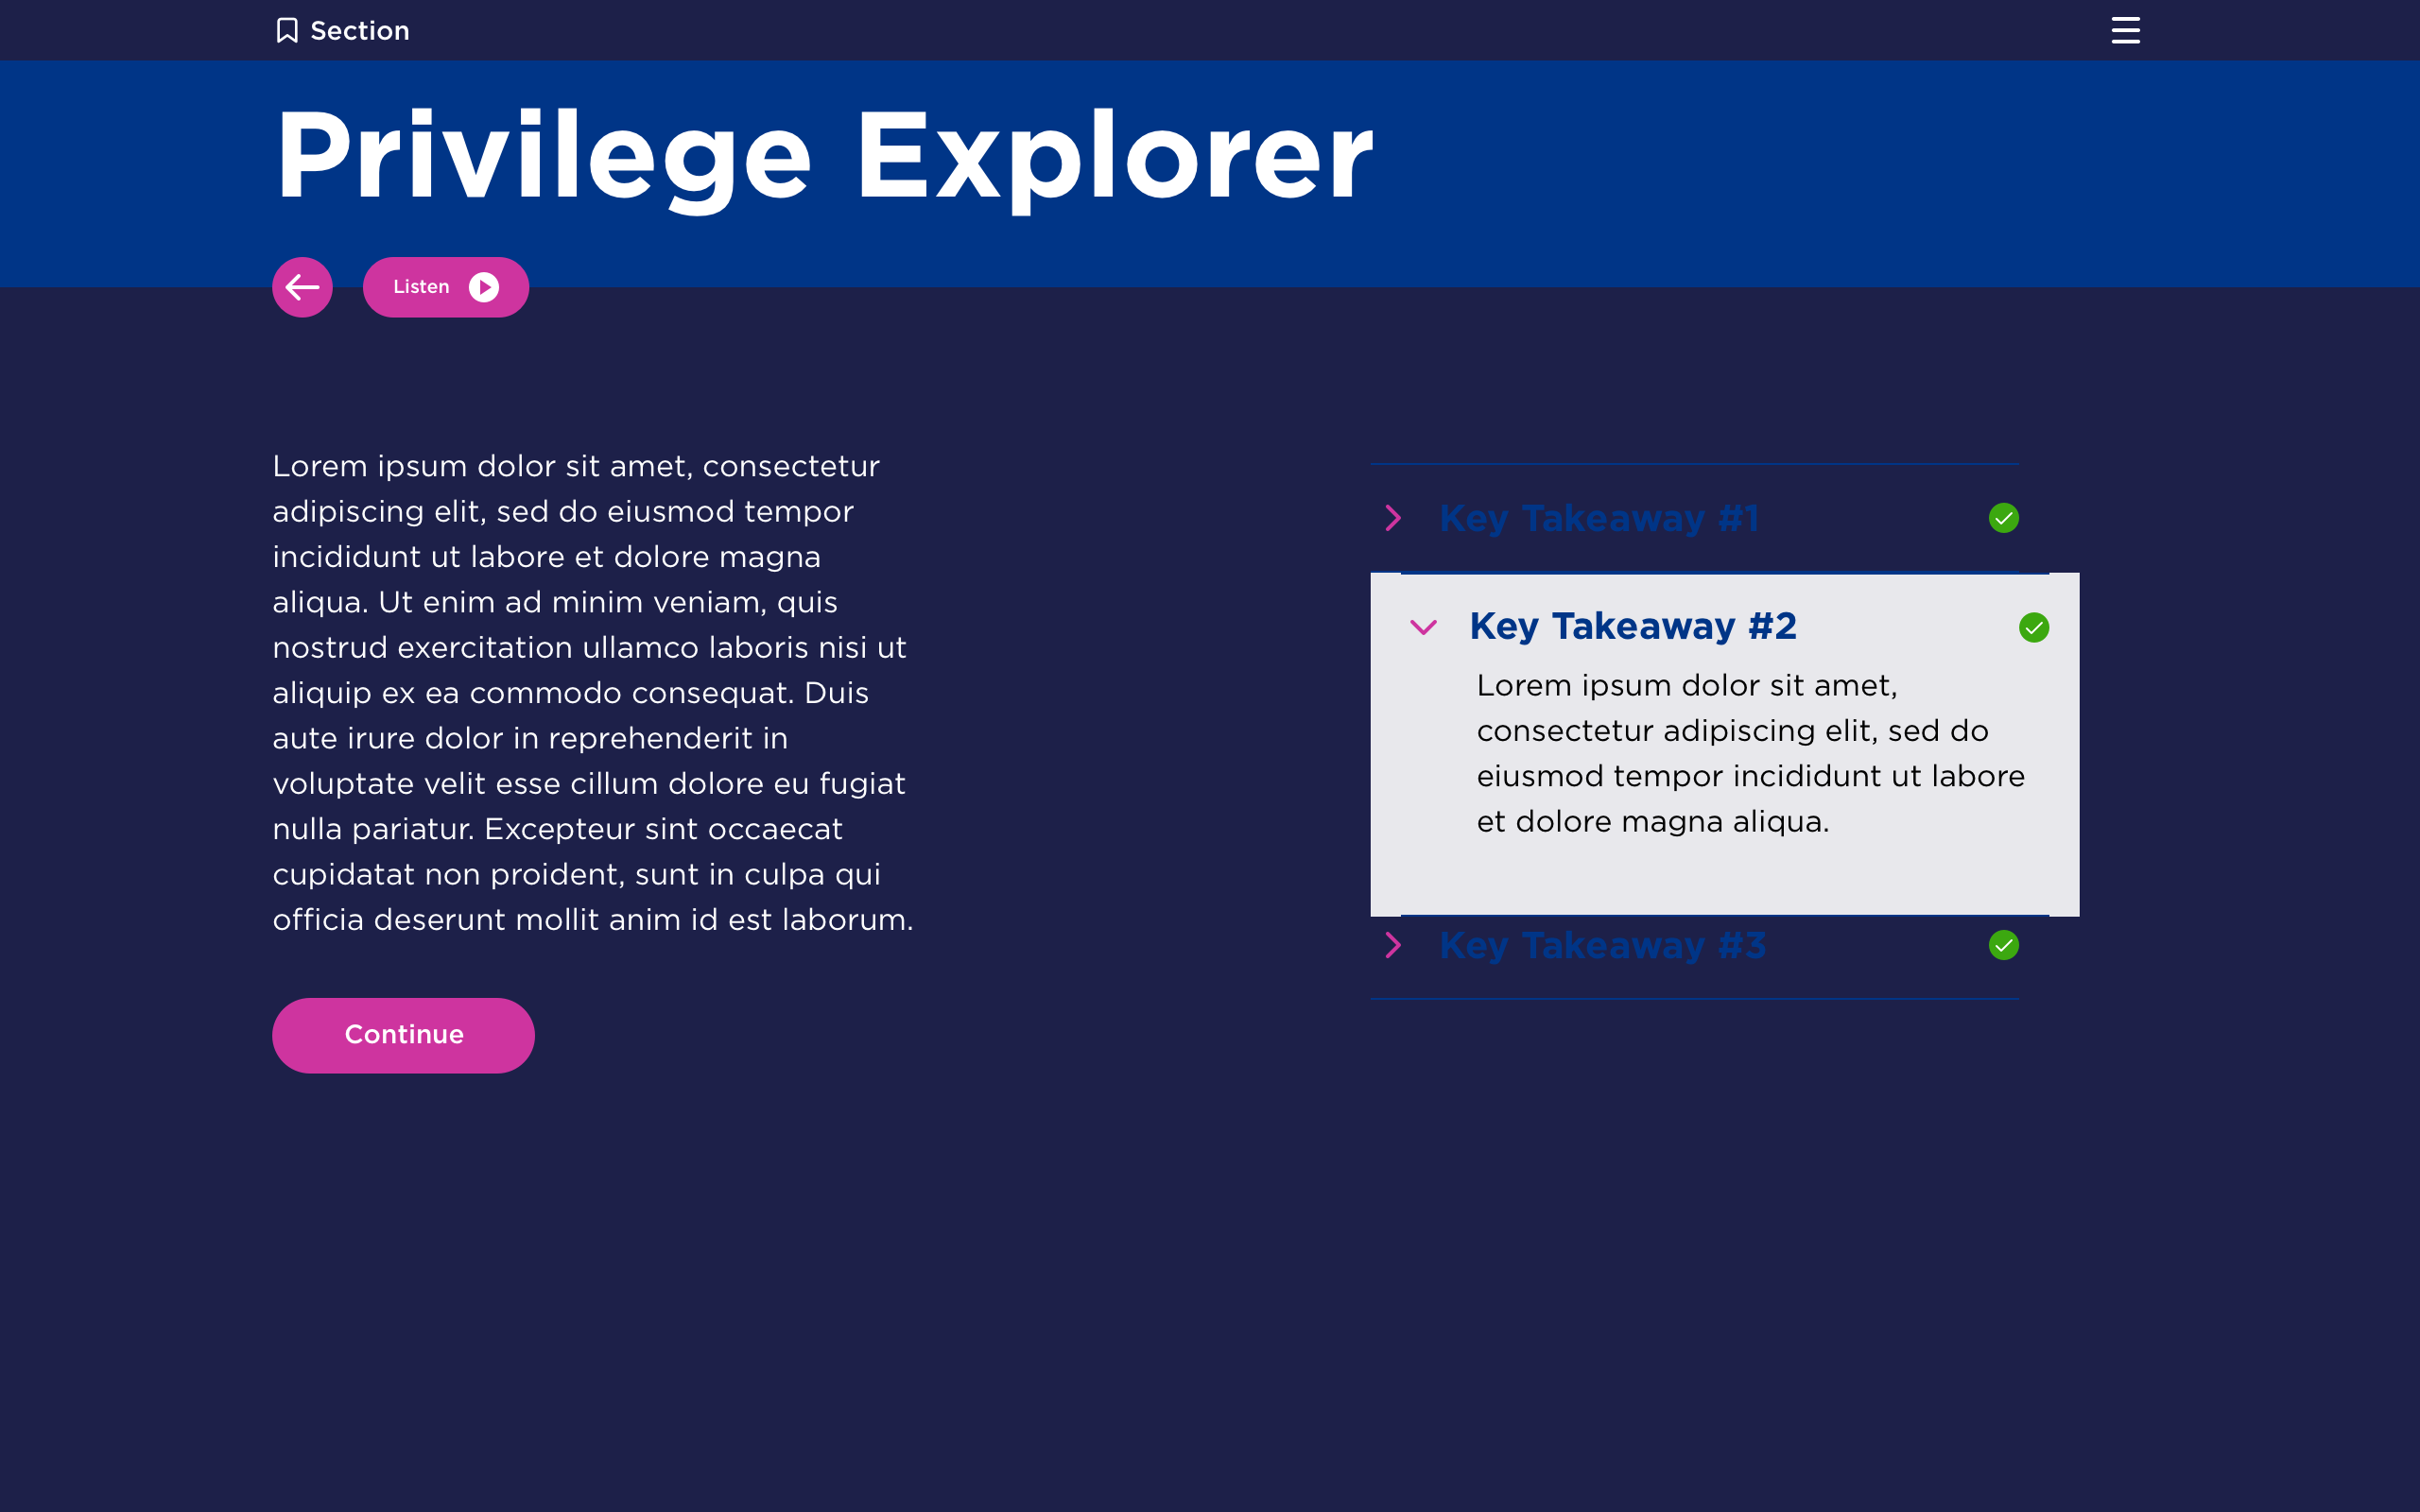 Section
Privilege Explorer
Listen
Lorem ipsum dolor sit amet, consectetur
adipiscing elit, sed do eiusmod tempor
incididunt ut labore et dolore magna
aliqua. Ut enim ad minim veniam, quis
nostrud exercitation ullamco laboris nisi ut
aliquip ex ea commodo consequat. Duis
aute irure dolor in reprehenderit in
voluptate velit esse cillum dolore eu fugiat
nulla pariatur. Excepteur sint occaecat
cupidatat non proident, sunt in culpa qui
officia deserunt mollit anim id est laborum.
Continue
Key Takeaway #1
Key Takeaway #2
Lorem ipsum dolor sit amet,
consectetur adipiscing elit, sed do
eiusmod tempor incididunt ut labore
et dolore magna aliqua.
Key Takeaway #3